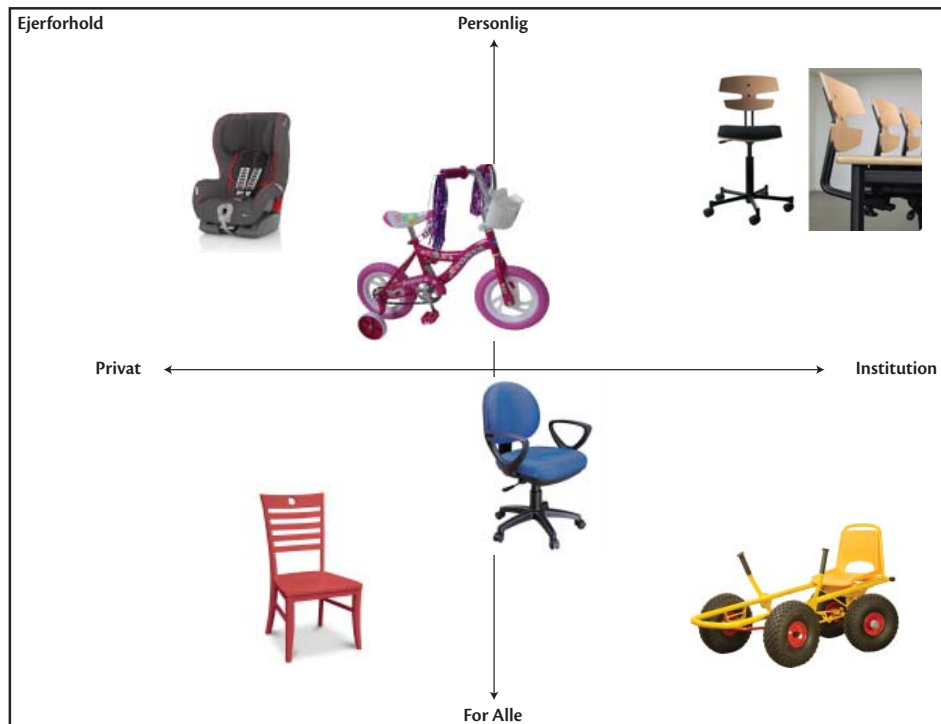 Ejerforhold
Personlig
Privat
Institution
For Alle